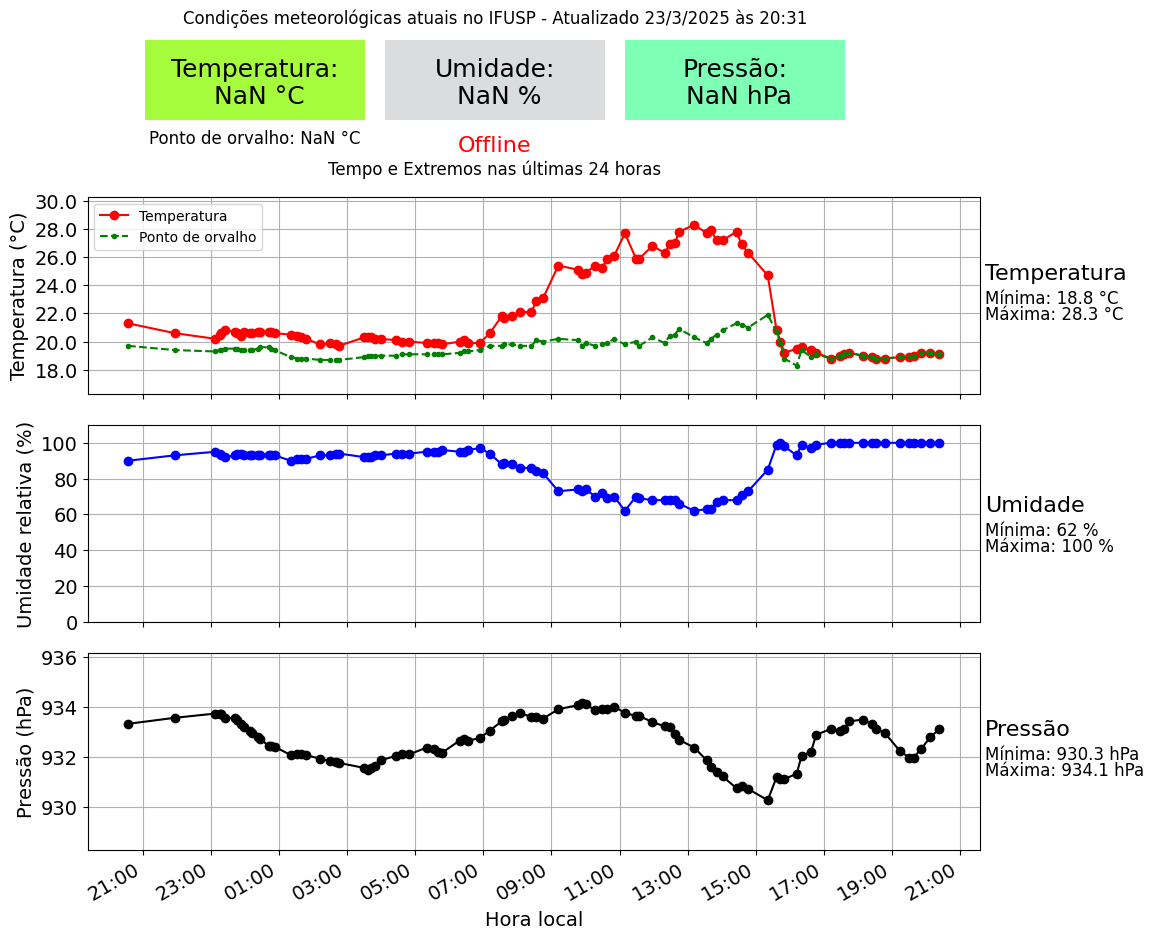 Condições meteorológicas atuais no IFUSP - Atualizado 23/3/2025 às 20:31
Temperatura:
NaN °C
Umidade:
NaN %
Pressão:
NaN hPa
Ponto de orvalho: NaN °C
Offline
Tempo e Extremos nas últimas 24 horas
Temperatura (°C)
30.0
28.0
26.0
24.0
22.0
20.0
18.0
Temperatura
Ponto de orvalho
Temperatura
Mínima: 18.8 °C
Máxima: 28.3 °C
Umidade relativa (%)
100
80
60
40
20
0
Umidade
Mínima: 62 %
Máxima: 100 %
Pressão (hPa)
936
934
932
930
Pressão
Mínima: 930.3 hPa
Máxima: 934.1 hPa
21:00 23:00 01:00 03:00 05:00 07:00 09:00 11:00 13:00 15:00 17:00 19:00 21:00
Hora local